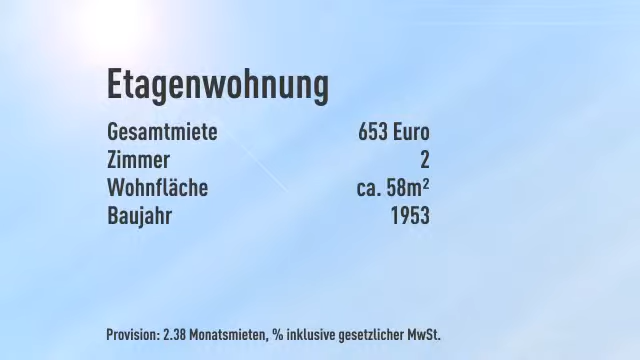 Etagenwohnung
Gesamtmiete 653 Euro
Zimmer 2
Wohnfläche ca. 58m²
Baujahr 1953
Provision: 2.38 Monatsmieten, % inklusive gesetzlicher MwSt.